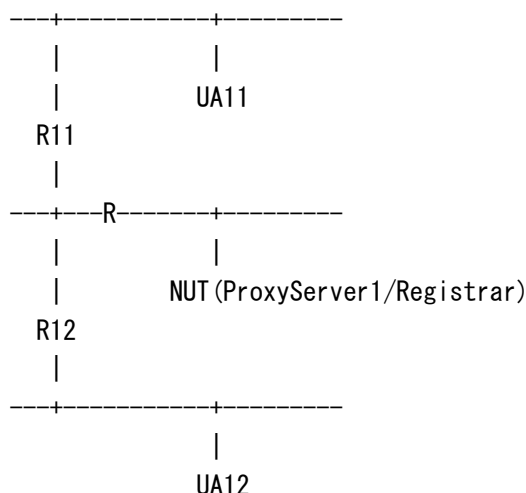 ---+-----------+---------
|           |
|          UA11
R11
|
---+---R-------+---------
|           |
|        NUT(ProxyServer1/Registrar)
R12
|
---+-----------+---------
|
UA12